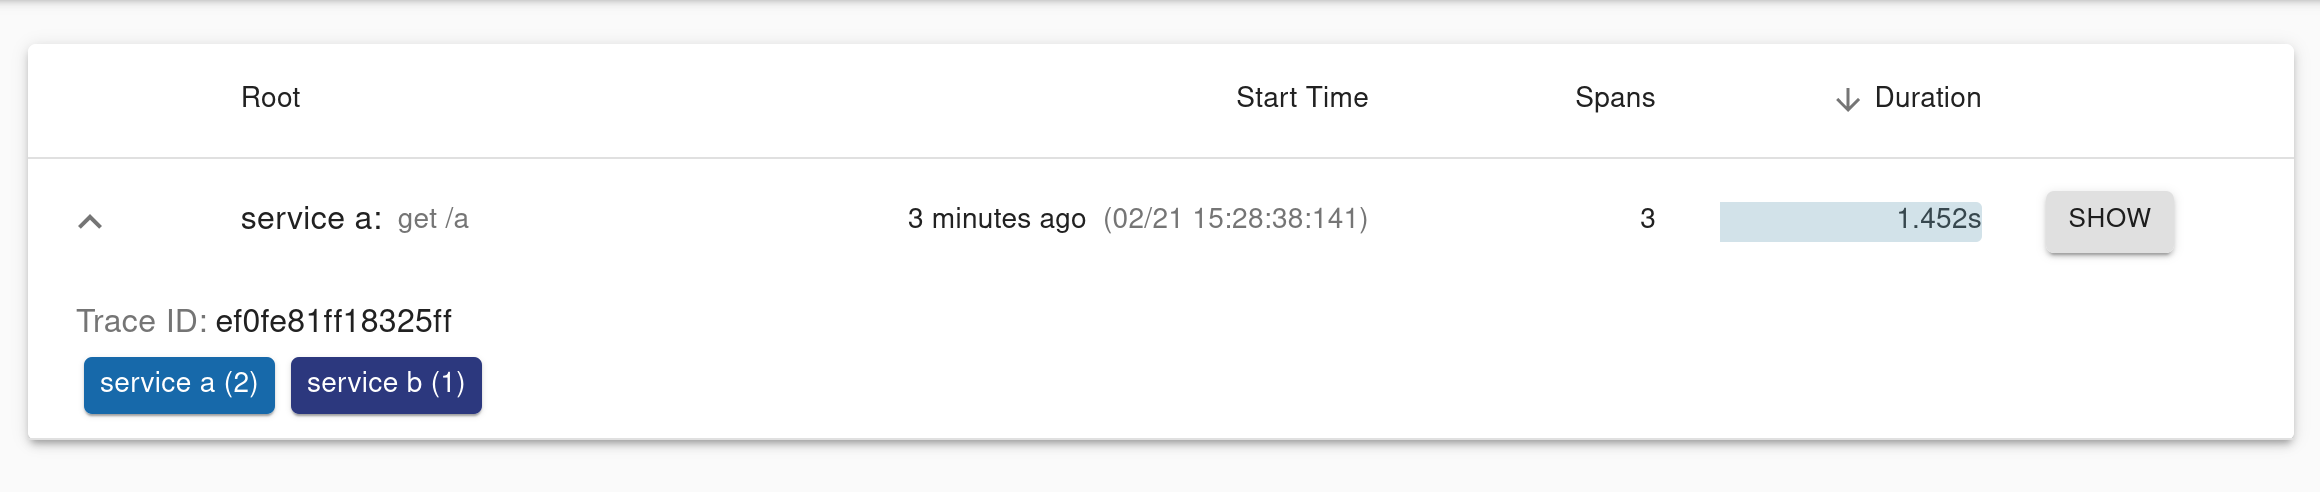 Root Start Time Spans Duration
service a: get /a 3 minutes ago (02/21 15:28:38:141) 3 1.452s SHOW
Trace ID: ef0fe81ff18325ff
service a (2) service b (1)